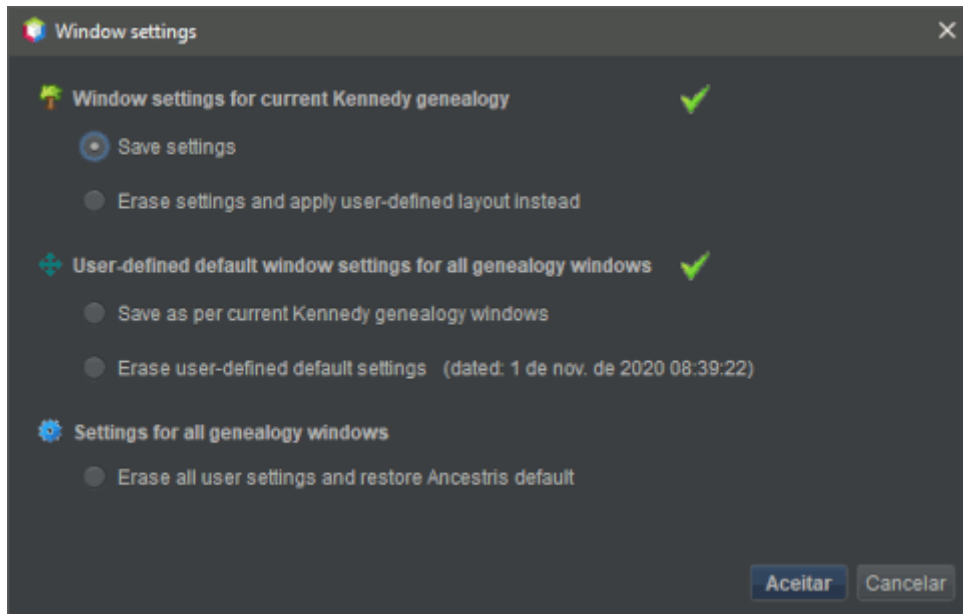 Window settings
Window settings for current Kennedy genealogy
Save settings
Erase settings and apply user-defined layout instead
User-defined default window settings for all genealogy windows
Save as per current Kennedy genealogy windows
Erase user-defined default settings (dated: 1 de nov. de 2020 08:39:22)
Settings for all genealogy windows
Erase all user settings and restore Ancestris default
Aceitar Cancelar